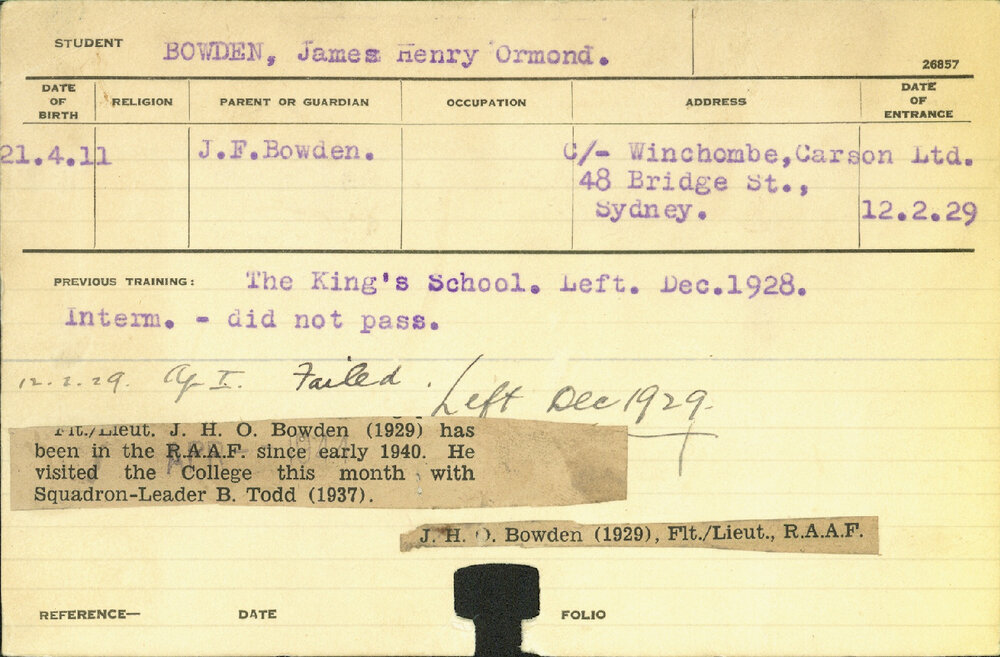 STUDENT BOWDEN, James Henry Ormond.
26857
DATE OF BIRTH RELIGION PARENT OR GUARDIAN OCCUPATION ADDRESS DATE OF ENTRANCE
21.4.11 J.F.Bowden. C/- Winchombe,Carson Ltd.
48 Bridge St.,
Sydney. 12.2.29
PREVIOUS TRAINING: The King's School. Left. Dec.1928.
Interm. - did not pass.
12.2.29. Ag I. Failed. Left Dec 1929.
Flt./Lieut. J. H. O. Bowden (1929) has
been in the R.A.A.F. since early 1940. He
visited the College this month with
Squadron-Leader B. Todd (1937).
J. H. O. Bowden (1929), Flt./Lieut., R.A.A.F.
REFERENCE— DATE FOLIO